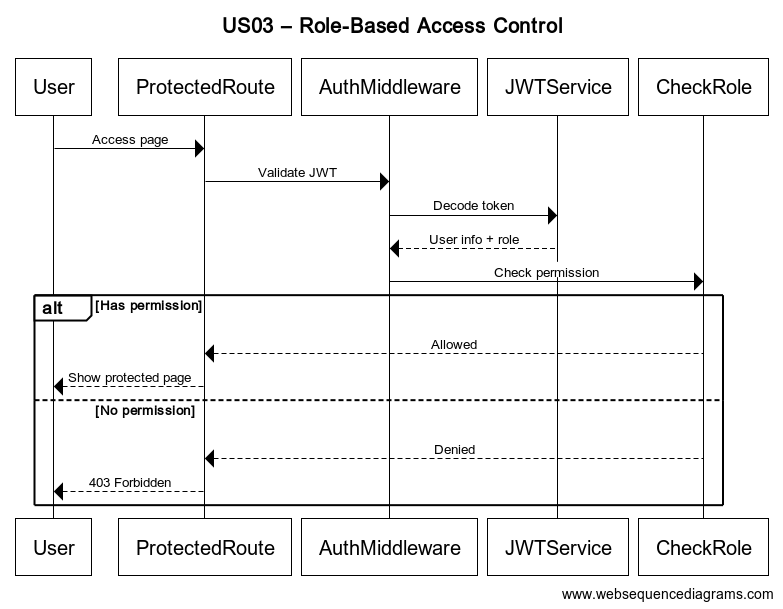 US03 – Role-Based Access Control
User ProtectedRoute AuthMiddleware JWTService CheckRole
Access page
Validate JWT
Decode token
User info + role
Check permission
alt [Has permission]
Allowed
Show protected page
[No permission]
Denied
403 Forbidden
User ProtectedRoute AuthMiddleware JWTService CheckRole
www.websequencediagrams.com